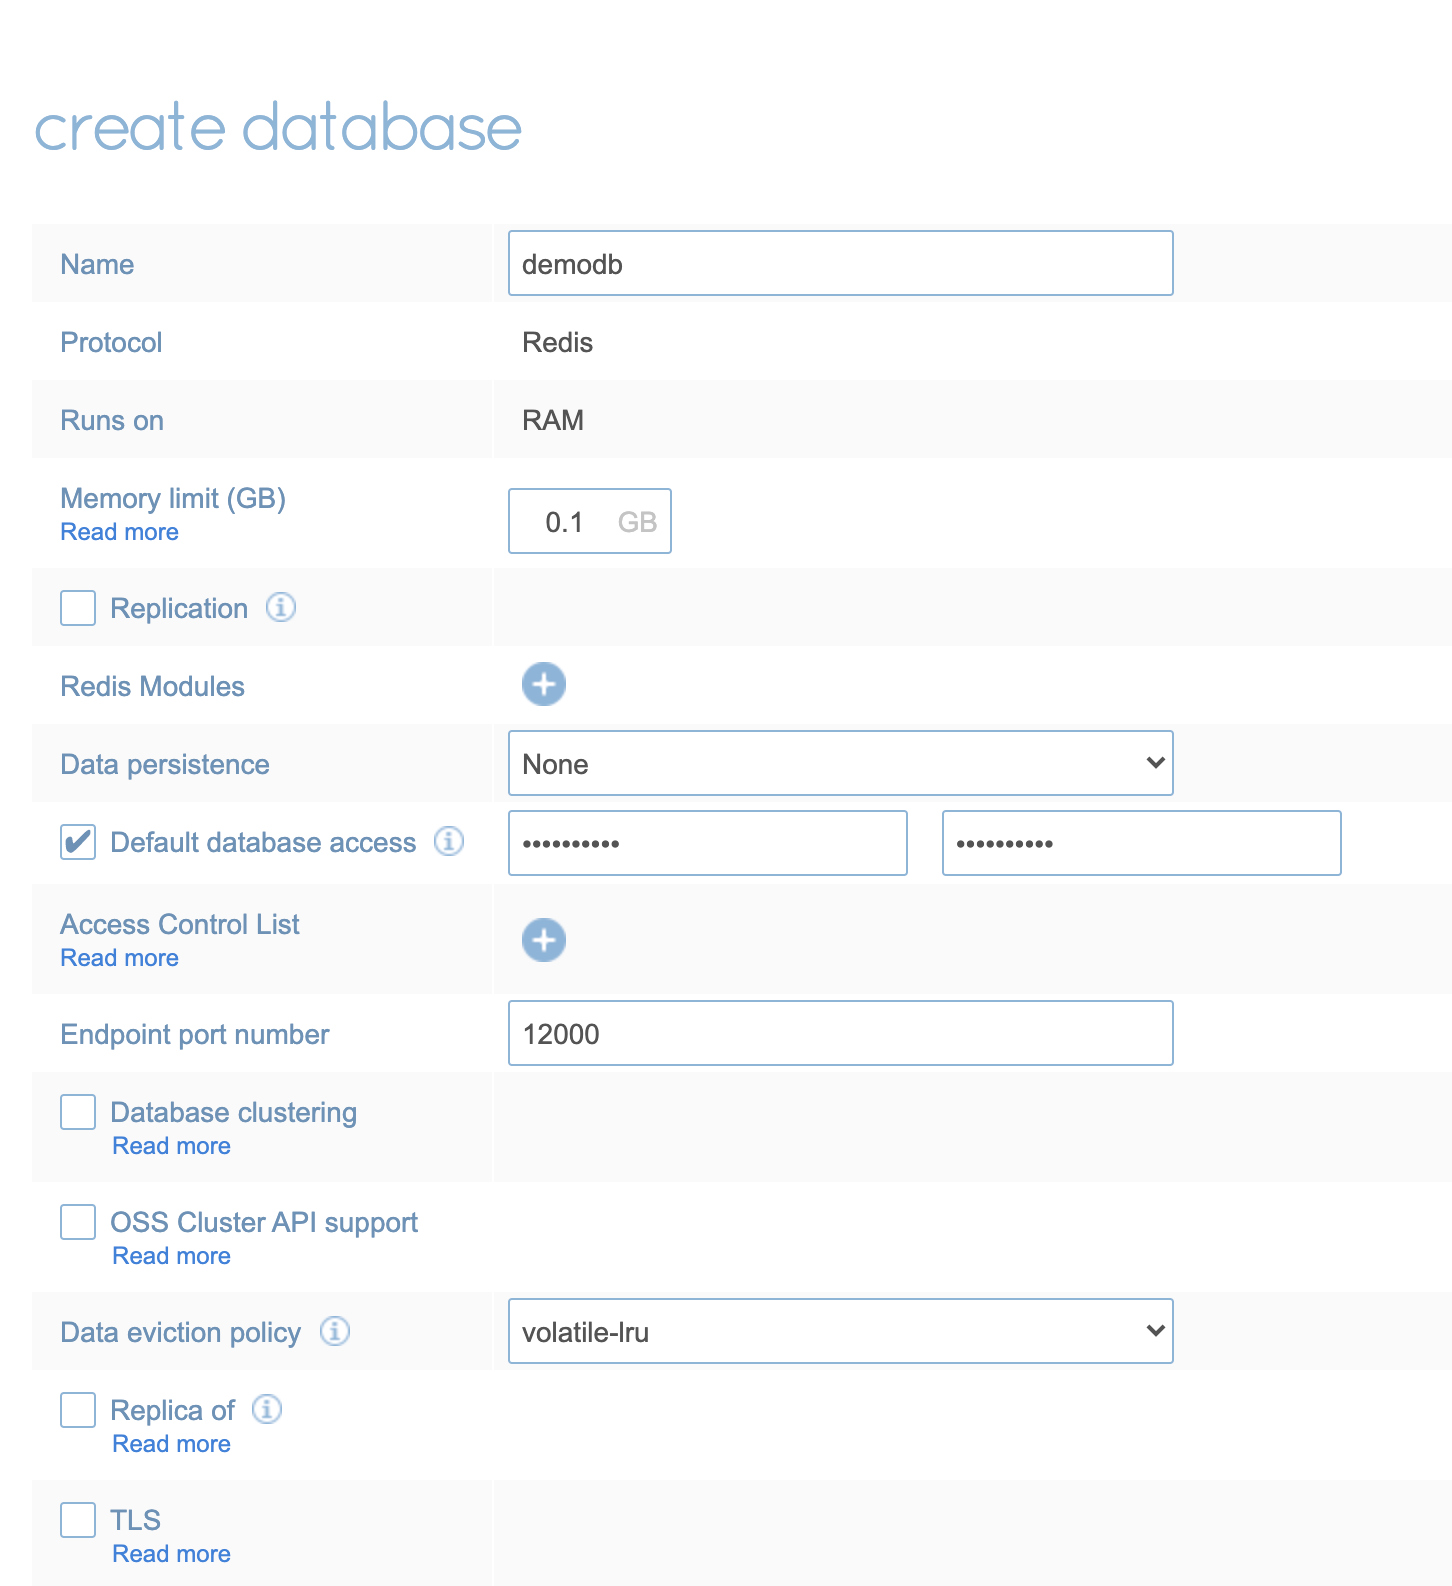 create database
Name
demodb
Protocol
Redis
Runs on
RAM
Memory limit (GB)
Read more
0.1 GB
Replication
Redis Modules
Data persistence
None
Default database access
•••••••••• ••••••••••
Access Control List
Read more
Endpoint port number
12000
Database clustering
Read more
OSS Cluster API support
Read more
Data eviction policy
volatile-lru
Replica of
Read more
TLS
Read more